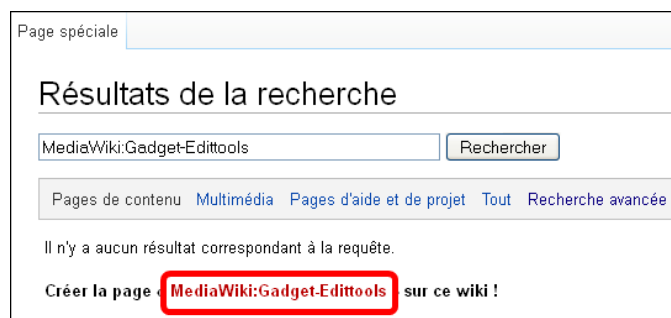 Page spéciale
Résultats de la recherche
MediaWiki:Gadget-Edittools Rechercher
Pages de contenu Multimédia Pages d'aide et de projet Tout Recherche avancée
Il n'y a aucun résultat correspondant à la requête.
Créer la page « MediaWiki:Gadget-Edittools » sur ce wiki !